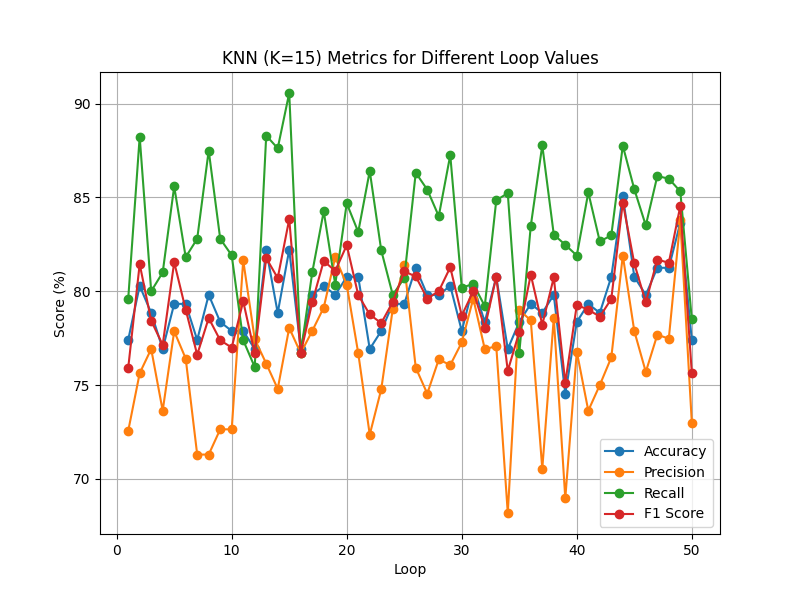 KNN (K=15) Metrics for Different Loop Values
Score (%)
90
85
80
75
70
0 10 20 30 40 50
Loop
Accuracy
Precision
Recall
F1 Score